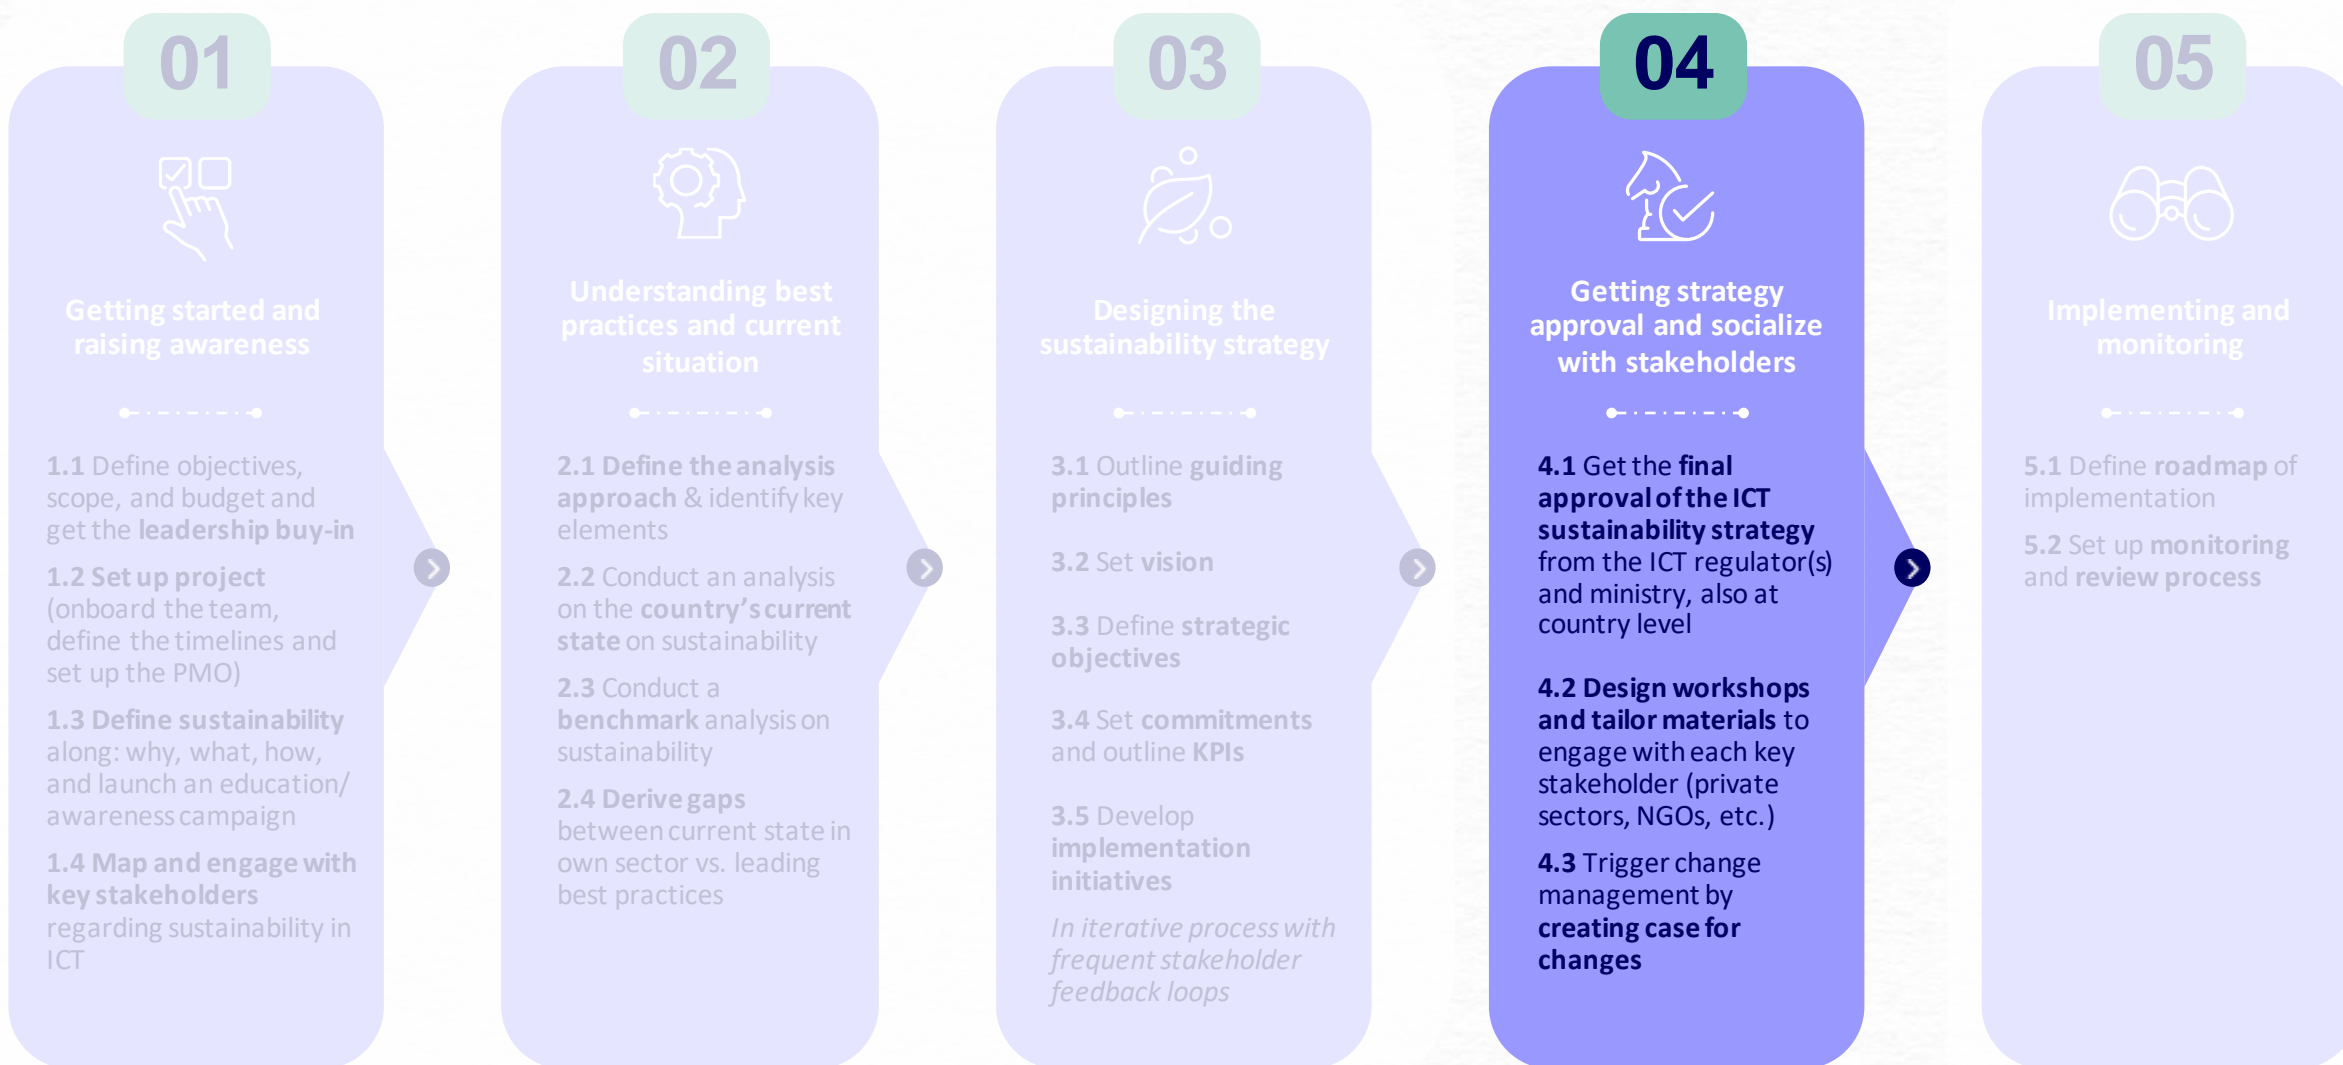 01
Getting started and
raising awareness
1.1 Define objectives,
scope, and budget and
get the leadership buy-in
1.2 Set up project
(onboard the team,
define the timelines and
set up the PMO)
1.3 Define sustainability
along: why, what, how,
and launch an education/
awareness campaign
1.4 Map and engage with
key stakeholders
regarding sustainability in
ICT
02
Understanding best
practices and current
situation
2.1 Define the analysis
approach & identify key
elements
2.2 Conduct an analysis
on the country’s current
state on sustainability
2.3 Conduct a
benchmark analysis on
sustainability
2.4 Derive gaps
between current state in
own sector vs. leading
best practices
03
Designing the
sustainability strategy
3.1 Outline guiding
principles
3.2 Set vision
3.3 Define strategic
objectives
3.4 Set commitments
and outline KPIs
3.5 Develop
implementation
initiatives
In iterative process with
frequent stakeholder
feedback loops
04
Getting strategy
approval and socialize
with stakeholders
4.1 Get the final
approval of the ICT
sustainability strategy
from the ICT regulator(s)
and ministry, also at
country level
4.2 Design workshops
and tailor materials to
engage with each key
stakeholder (private
sectors, NGOs, etc.)
4.3 Trigger change
management by
creating case for
changes
05
Implementing and
monitoring
5.1 Define roadmap of
implementation
5.2 Set up monitoring
and review process